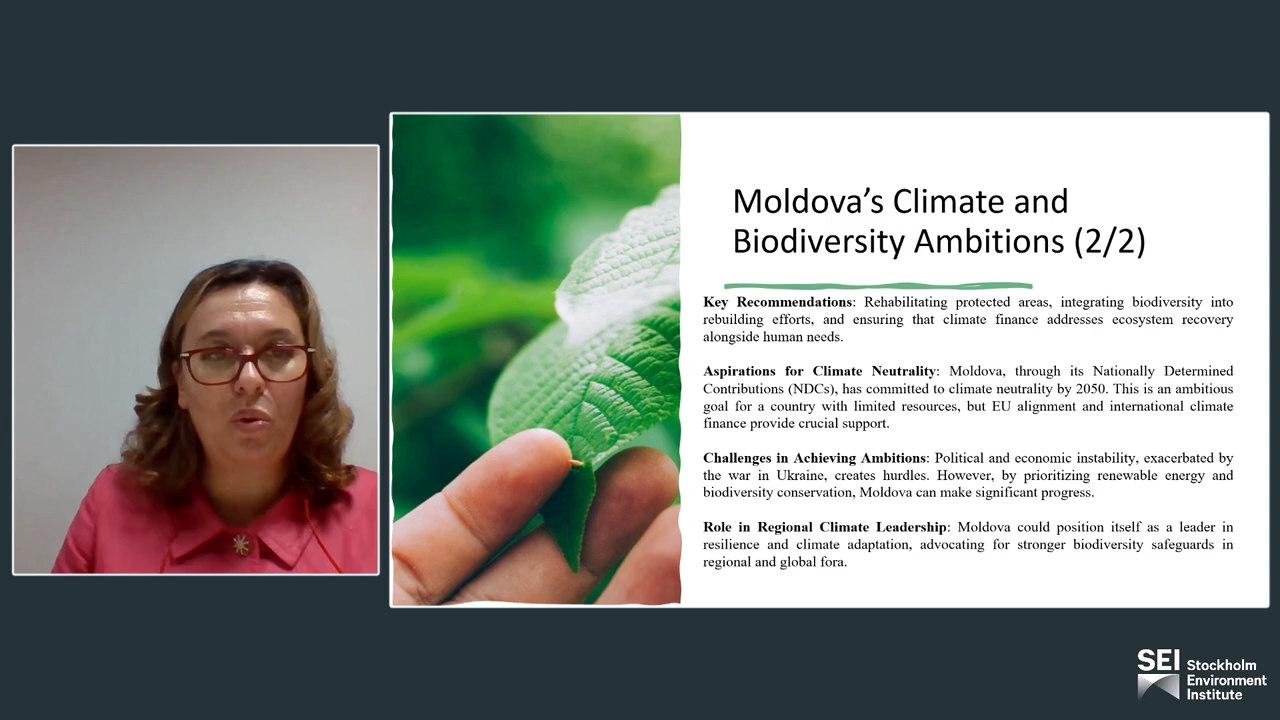 Moldova’s Climate and
Biodiversity Ambitions (2/2)
Key Recommendations: Rehabilitating protected areas, integrating biodiversity into
rebuilding efforts, and ensuring that climate finance addresses ecosystem recovery
alongside human needs.
Aspirations for Climate Neutrality: Moldova, through its Nationally Determined
Contributions (NDCs), has committed to climate neutrality by 2050. This is an ambitious
goal for a country with limited resources, but EU alignment and international climate
finance provide crucial support.
Challenges in Achieving Ambitions: Political and economic instability, exacerbated by
the war in Ukraine, creates hurdles. However, by prioritizing renewable energy and
biodiversity conservation, Moldova can make significant progress.
Role in Regional Climate Leadership: Moldova could position itself as a leader in
resilience and climate adaptation, advocating for stronger biodiversity safeguards in
regional and global fora.
SEI Stockholm
Environment
Institute